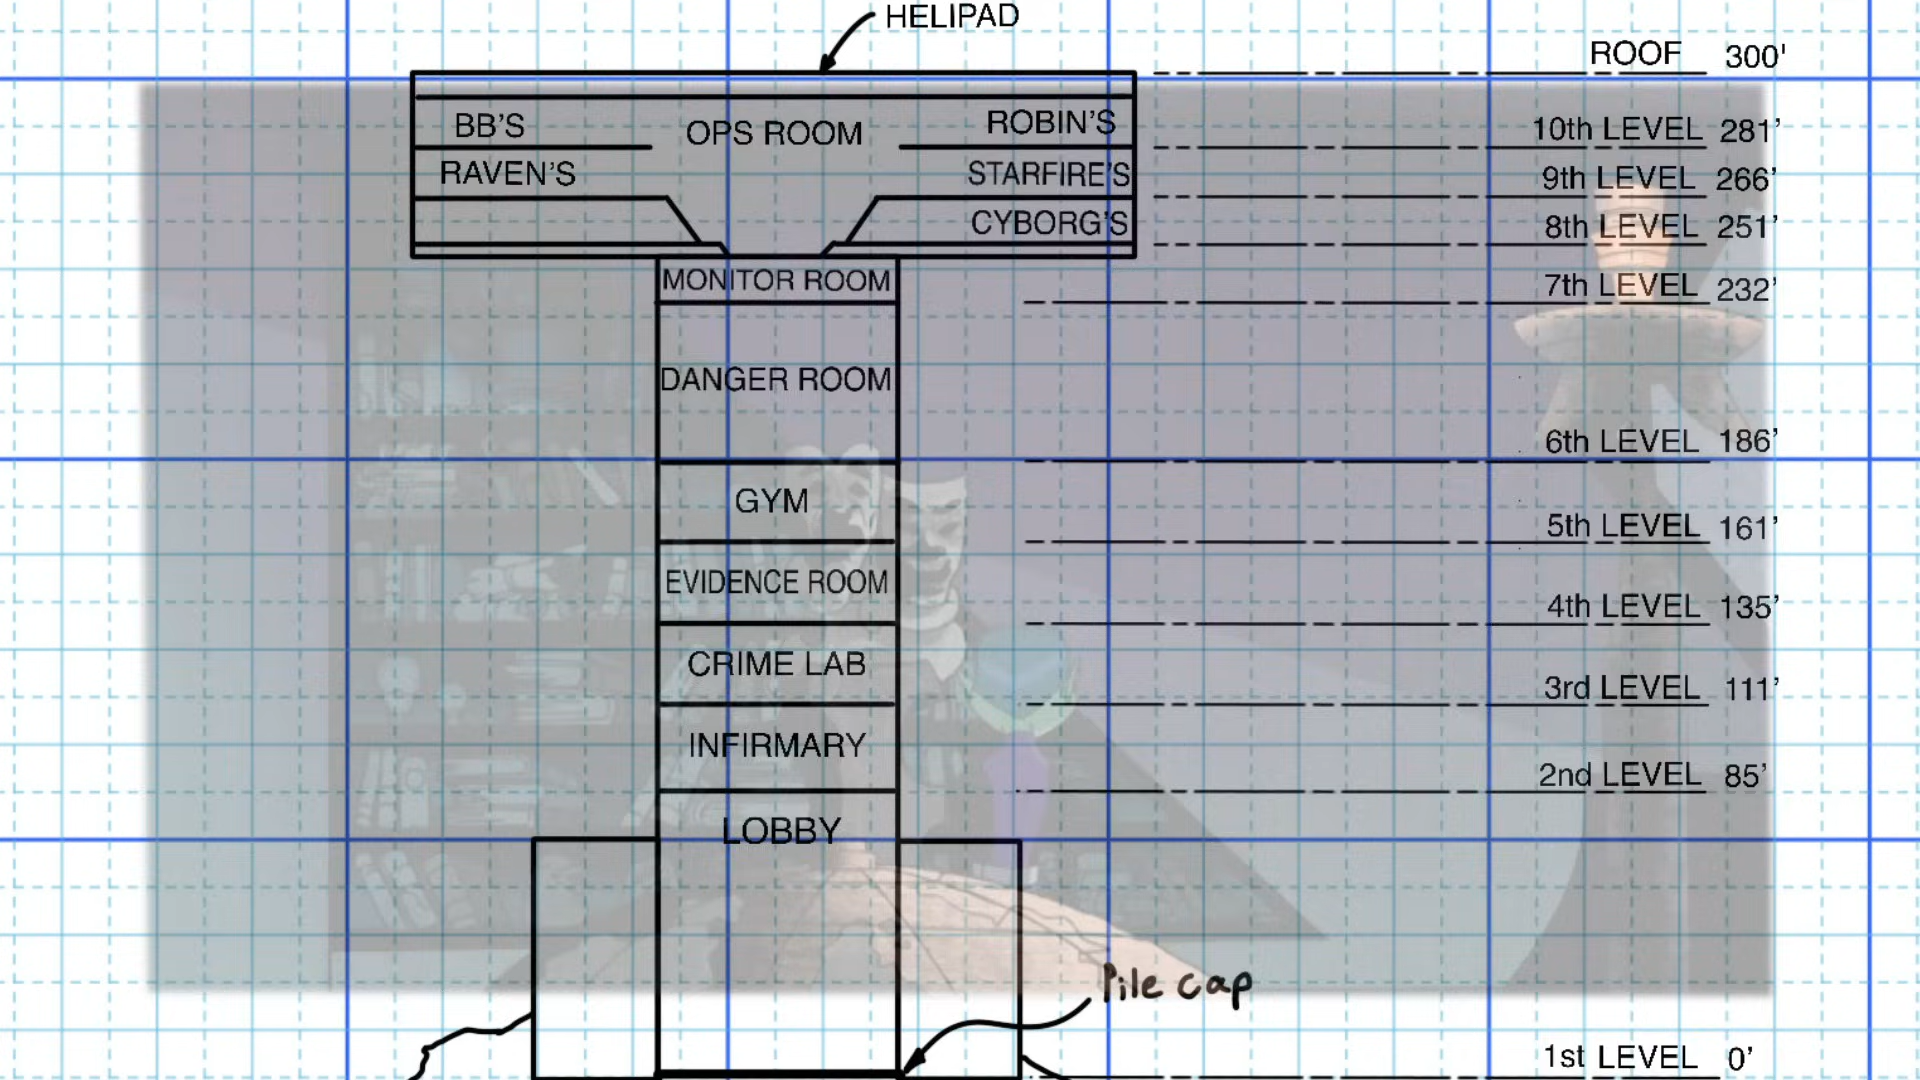 HELIPAD
ROOF 300'
BB'S OPS ROOM ROBIN'S
10th LEVEL 281'
RAVEN'S STARFIRE'S
9th LEVEL 266'
CYBORG'S
8th LEVEL 251'
MONITOR ROOM
7th LEVEL 232'
DANGER ROOM
6th LEVEL 186'
GYM
5th LEVEL 161'
EVIDENCE ROOM
4th LEVEL 135'
CRIME LAB
3rd LEVEL 111'
INFIRMARY
2nd LEVEL 85'
LOBBY
Pile cap
1st LEVEL 0'